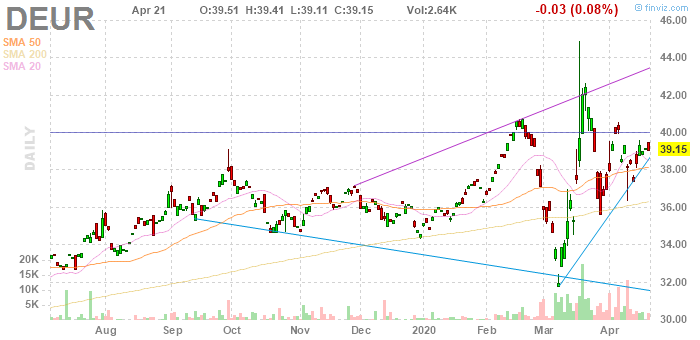 DEUR
Apr 21 O:39.51 H:39.41 L:39.11 C:39.15 Vol:2.64K -0.03 (0.08%)
© finviz.com
SMA 50
SMA 200
SMA 20
DAILY
46.00
44.00
42.00
40.00
39.15
38.00
36.00
34.00
32.00
30.00
20K
15K
10K
5K
Aug Sep Oct Nov Dec 2020 Feb Mar Apr